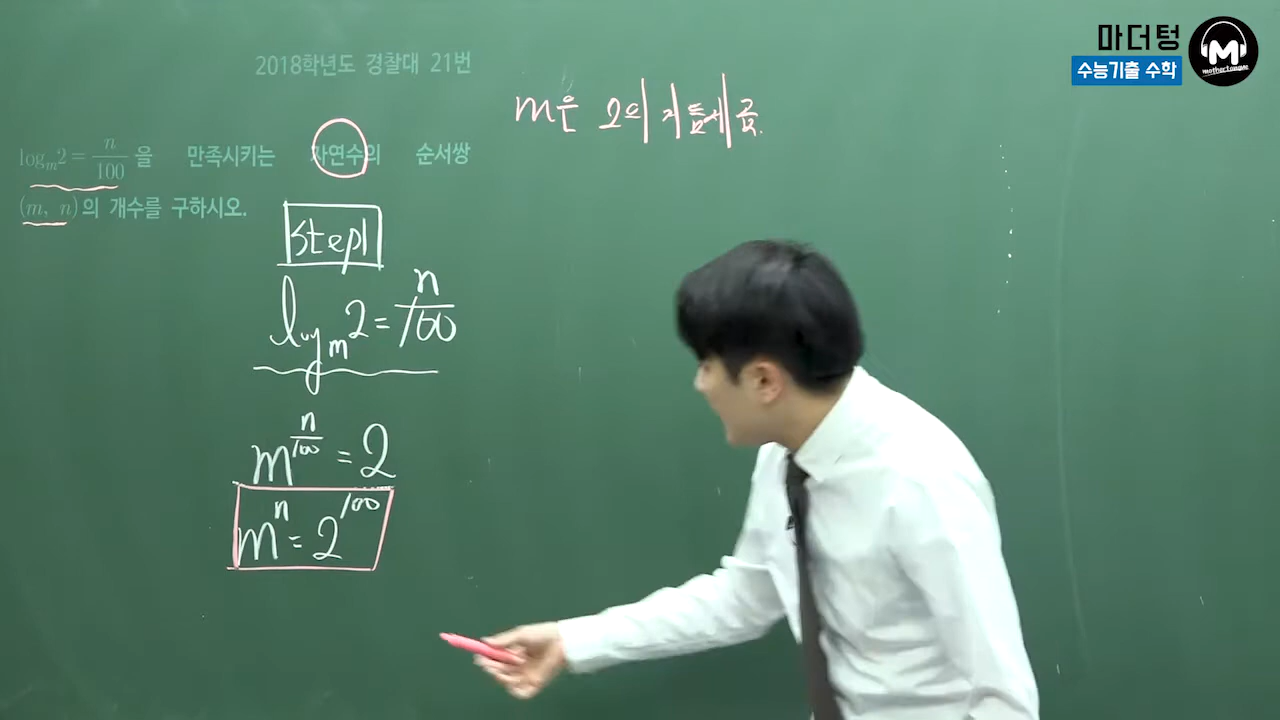 마더텅
수능기출 수학
mother tongue
2018학년도 경찰대 21번
log_m 2 = n/100 을 만족시키는 자연수의 순서쌍
(m, n)의 개수를 구하시오.
m은 2의 거듭제곱.
step1
log_m 2 = n/100
m^(n/100) = 2
m^n = 2^100